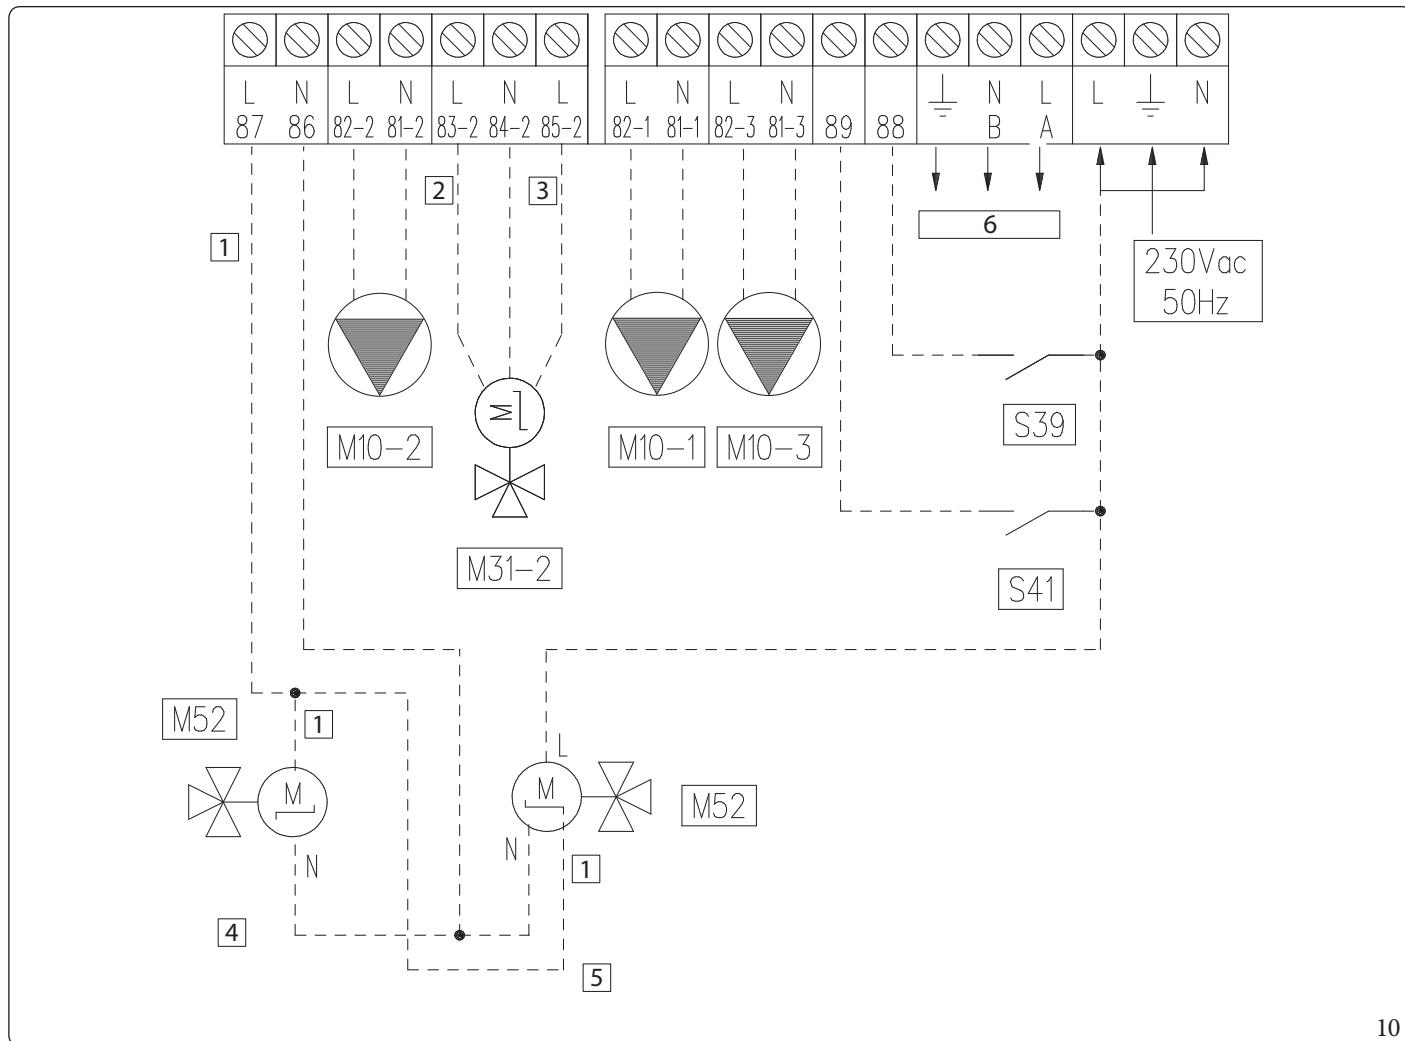 L N L N L N L L N L N N L L N
87 86 82-2 81-2 83-2 84-2 85-2 82-1 81-1 82-3 81-3 89 88 B A
2 3
1
6
230Vac
50Hz
M
S39
M10-2 M10-1 M10-3
M31-2
S41
1
M52
L
M M
M52
N N
1
4
5
10